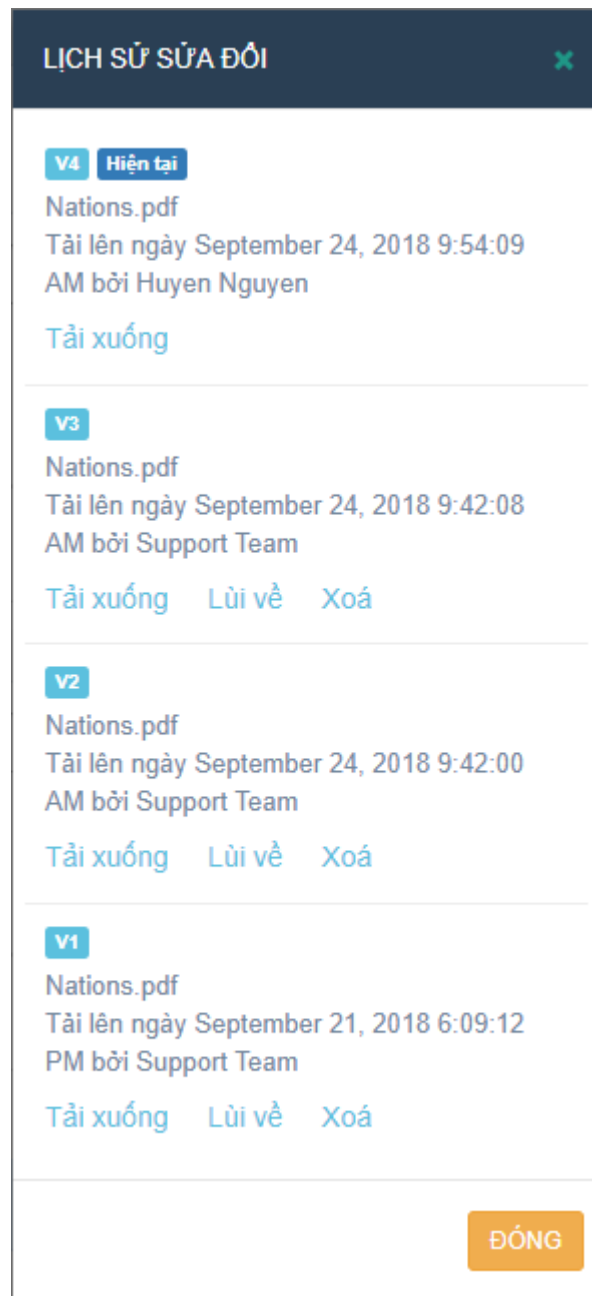 LỊCH SỬ SỬA ĐỔI
V4 Hiện tại
Nations.pdf
Tải lên ngày September 24, 2018 9:54:09
AM bởi Huyen Nguyen
Tải xuống
V3
Nations.pdf
Tải lên ngày September 24, 2018 9:42:08
AM bởi Support Team
Tải xuống Lùi về Xoá
V2
Nations.pdf
Tải lên ngày September 24, 2018 9:42:00
AM bởi Support Team
Tải xuống Lùi về Xoá
V1
Nations.pdf
Tải lên ngày September 21, 2018 6:09:12
PM bởi Support Team
Tải xuống Lùi về Xoá
ĐÓNG